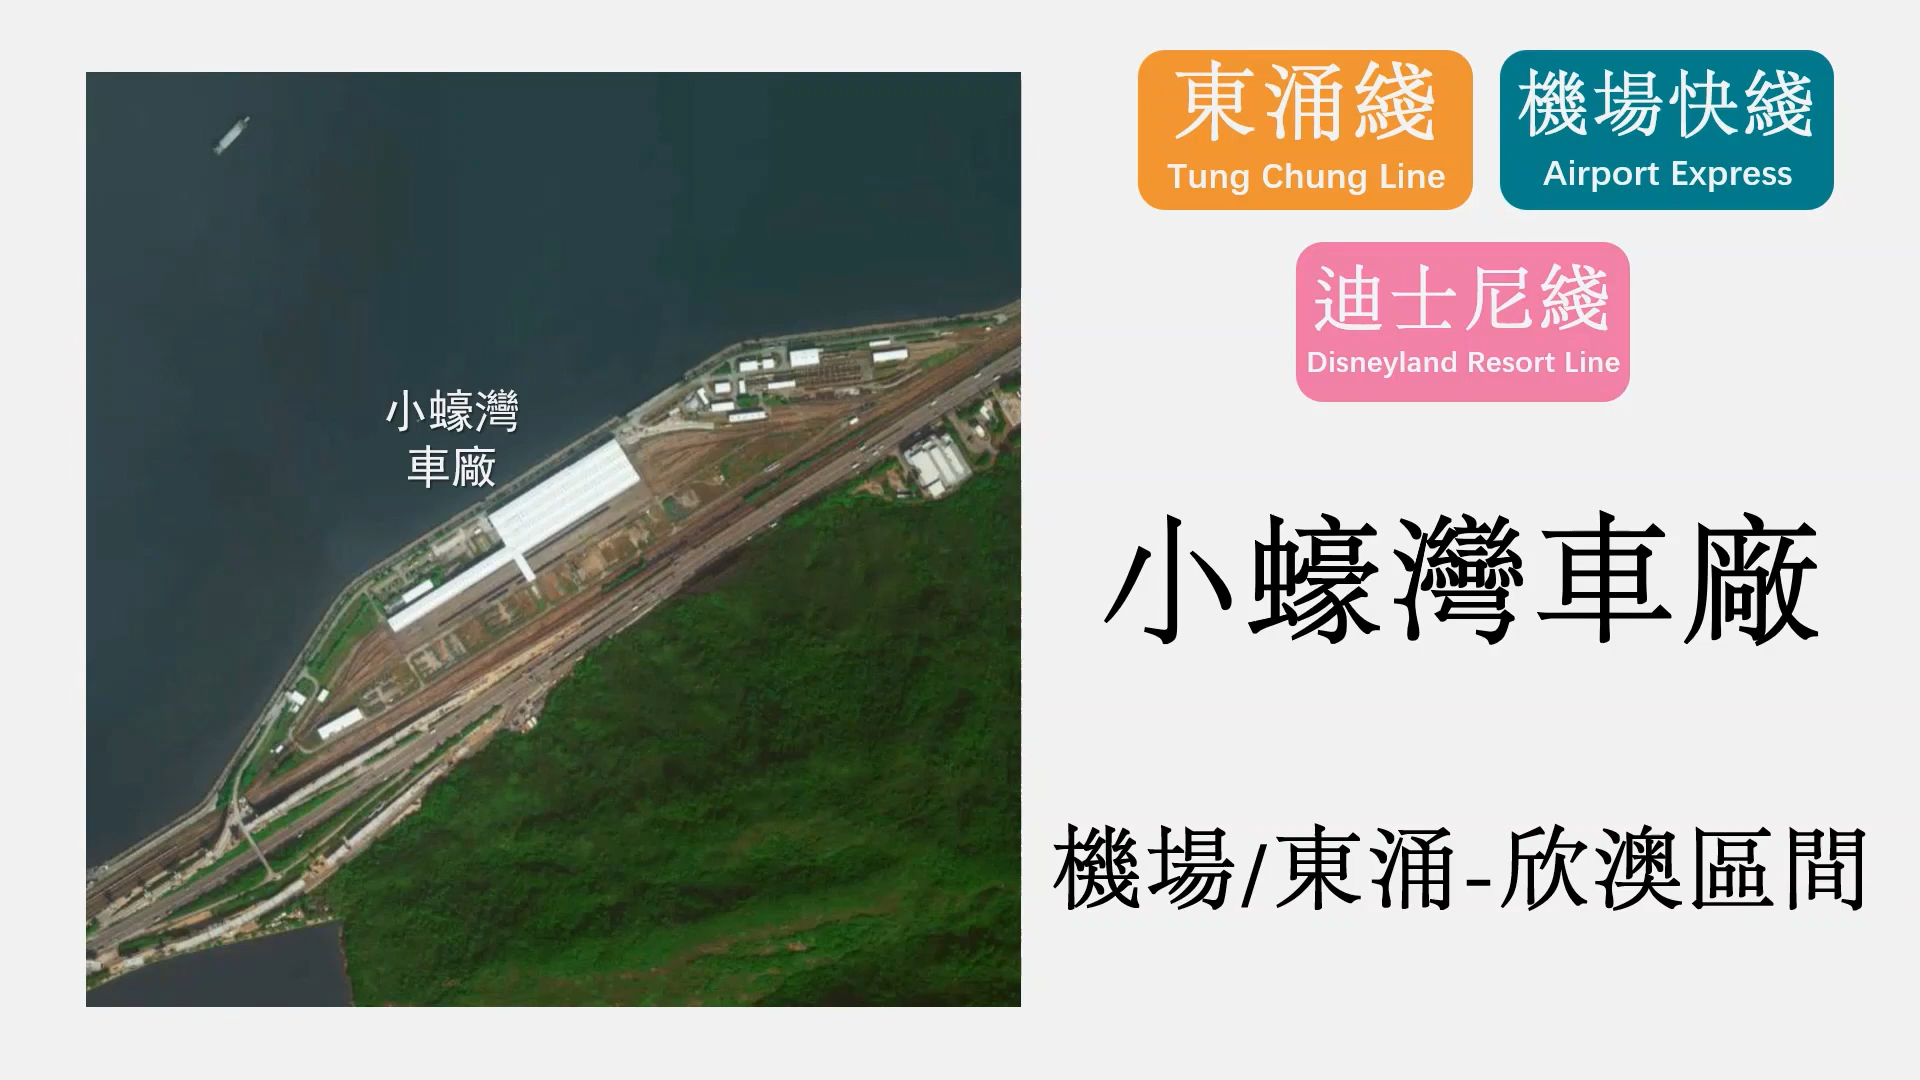 小蠔灣
車廠
東涌綫
Tung Chung Line
機場快綫
Airport Express
迪士尼綫
Disneyland Resort Line
小蠔灣車廠
機場/東涌-欣澳區間